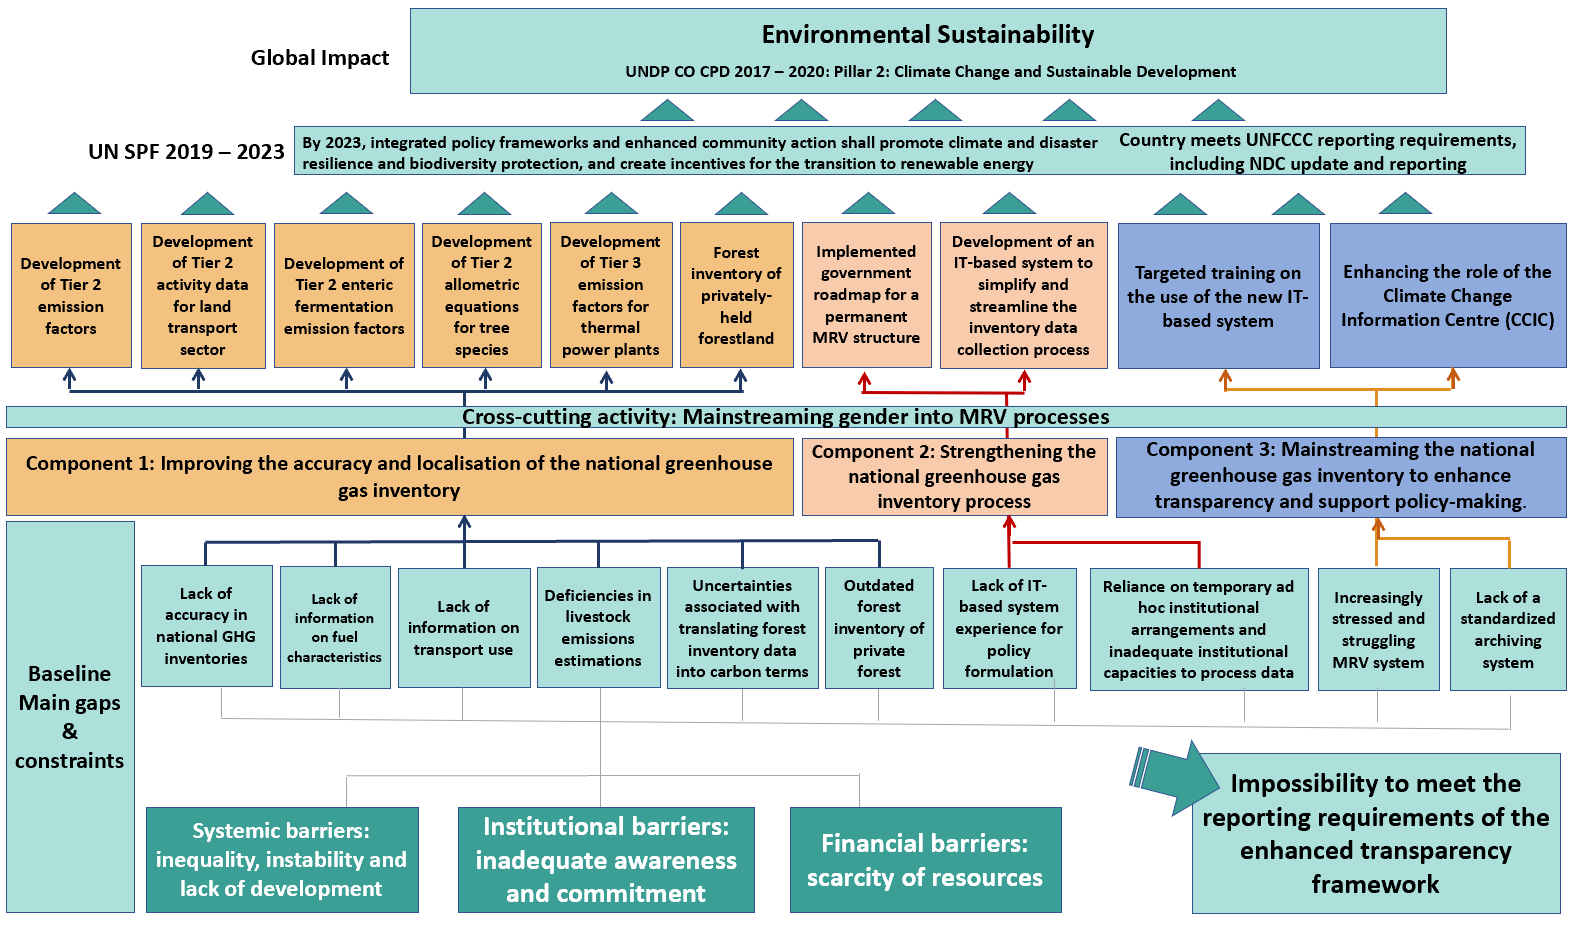 Environmental Sustainability
Global Impact
UNDP CO CPD 2017 – 2020: Pillar 2: Climate Change and Sustainable Development
UN SPF 2019 – 2023
By 2023, integrated policy frameworks and enhanced community action shall promote climate and disaster
resilience and biodiversity protection, and create incentives for the transition to renewable energy
Country meets UNFCCC reporting requirements,
including NDC update and reporting
Development
of Tier 2
emission
factors
Development
of Tier 2
activity data
for land
transport
sector
Development of
Tier 2 enteric
fermentation
emission factors
Development
of Tier 2
allometric
equations
for tree
species
Development
of Tier 3
emission
factors for
thermal
power plants
Forest
inventory of
privately-
held
forestland
Implemented
government
roadmap for a
permanent
MRV structure
Development of an
IT-based system to
simplify and
streamline the
inventory data
collection process
Targeted training on
the use of the new IT-
based system
Enhancing the role of the
Climate Change
Information Centre (CCIC)
Cross-cutting activity: Mainstreaming gender into MRV processes
Component 1: Improving the accuracy and localisation of the national greenhouse
gas inventory
Component 2: Strengthening the
national greenhouse gas
inventory process
Component 3: Mainstreaming the national
greenhouse gas inventory to enhance
transparency and support policy-making.
Baseline
Main gaps
&
constraints
Lack of
accuracy in
national GHG
inventories
Lack of
information
on fuel
characteristics
Lack of
information on
transport use
Deficiencies in
livestock
emissions
estimations
Uncertainties
associated with
translating forest
inventory data
into carbon terms
Outdated
forest
inventory of
private
forest
Lack of IT-
based system
experience for
policy
formulation
Reliance on temporary ad
hoc institutional
arrangements and
inadequate institutional
capacities to process data
Increasingly
stressed and
struggling
MRV system
Lack of a
standardized
archiving
system
Systemic barriers:
inequality, instability and
lack of development
Institutional barriers:
inadequate awareness
and commitment
Financial barriers:
scarcity of resources
Impossibility to meet the
reporting requirements of the
enhanced transparency
framework